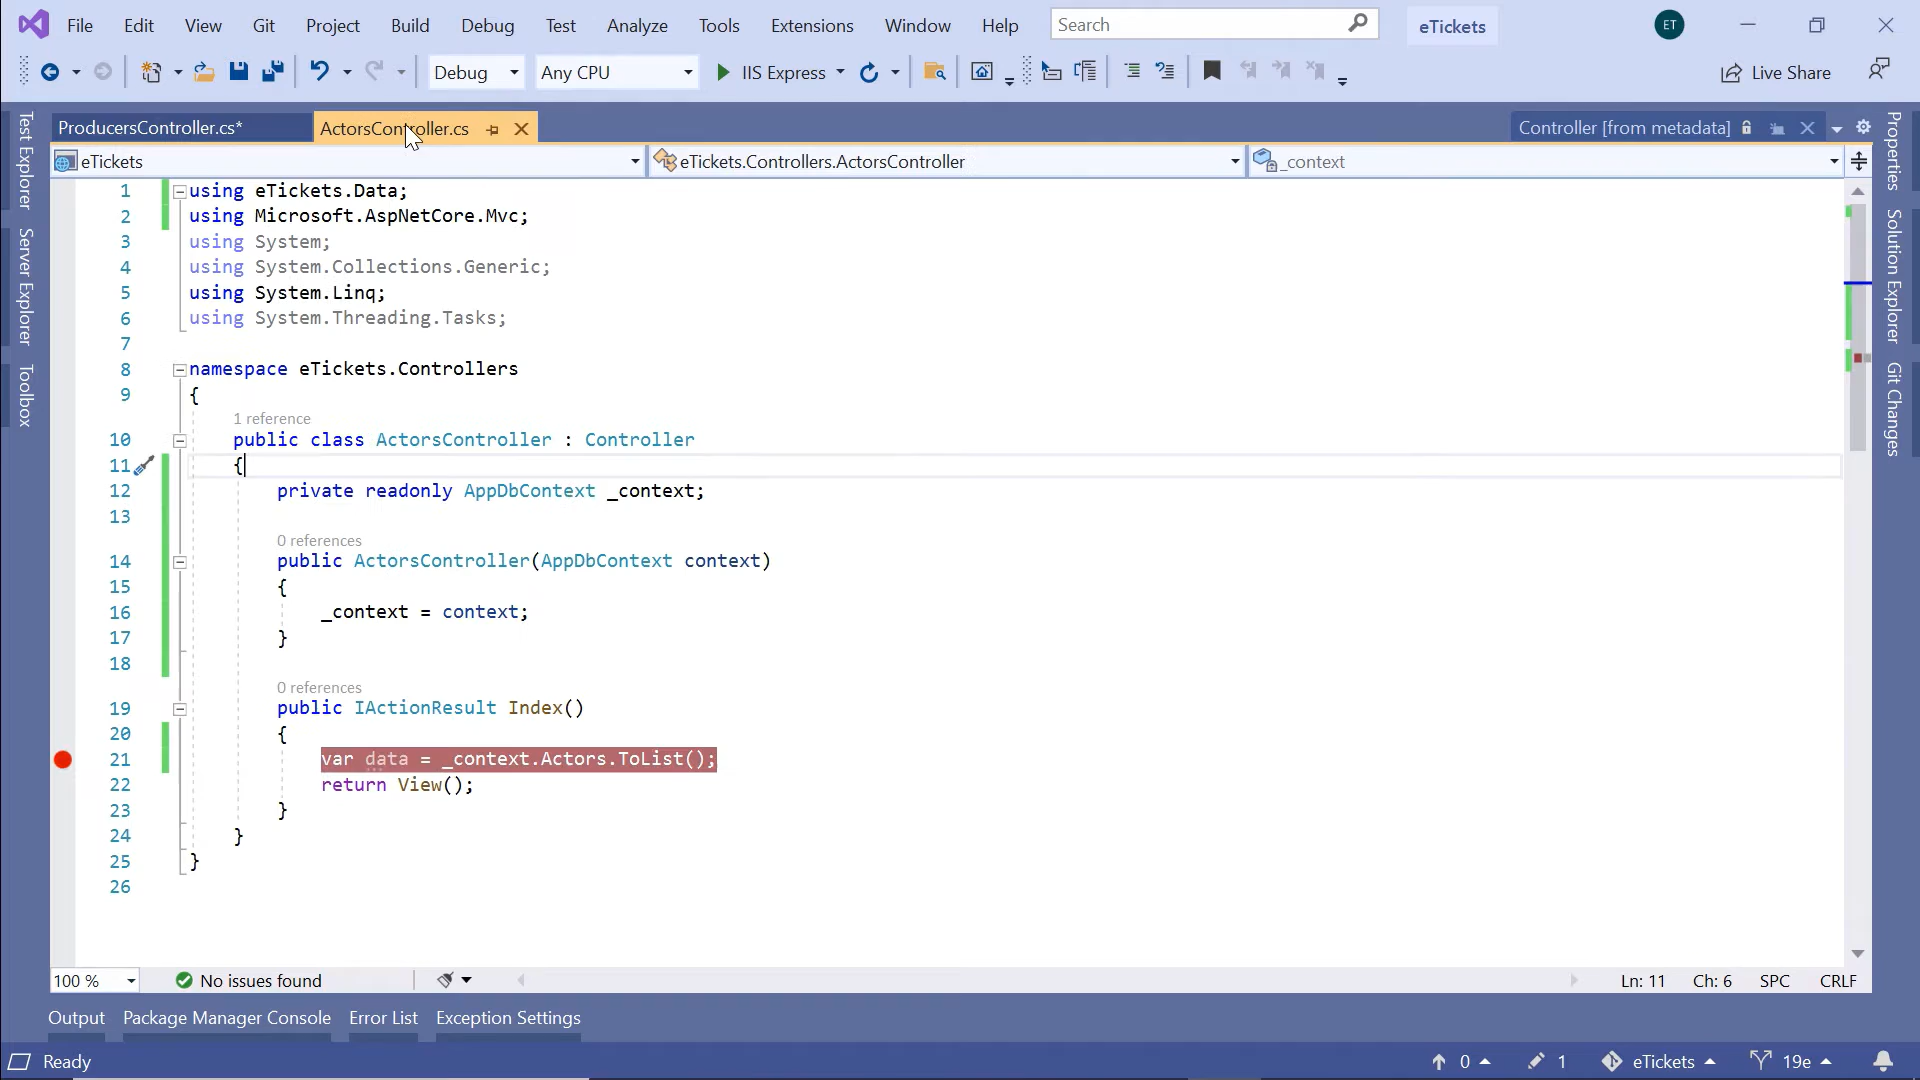 File Edit View Git Project Build Debug Test Analyze Tools Extensions Window Help Search eTickets ET
Debug Any CPU IIS Express Live Share
ProducersController.cs* ActorsController.cs Controller [from metadata]
eTickets eTickets.Controllers.ActorsController _context
Test Explorer
Server Explorer
Toolbox
1 using eTickets.Data;
2 using Microsoft.AspNetCore.Mvc;
3 using System;
4 using System.Collections.Generic;
5 using System.Linq;
6 using System.Threading.Tasks;
7
8 namespace eTickets.Controllers
9 {
1 reference
10 public class ActorsController : Controller
11 {
12 private readonly AppDbContext _context;
13
0 references
14 public ActorsController(AppDbContext context)
15 {
16 _context = context;
17 }
18
0 references
19 public IActionResult Index()
20 {
21 var data = _context.Actors.ToList();
22 return View();
23 }
24 }
25 }
26
Properties
Solution Explorer
Git Changes
100 % No issues found Ln: 11 Ch: 6 SPC CRLF
Output Package Manager Console Error List Exception Settings
Ready 0 1 eTickets 19e